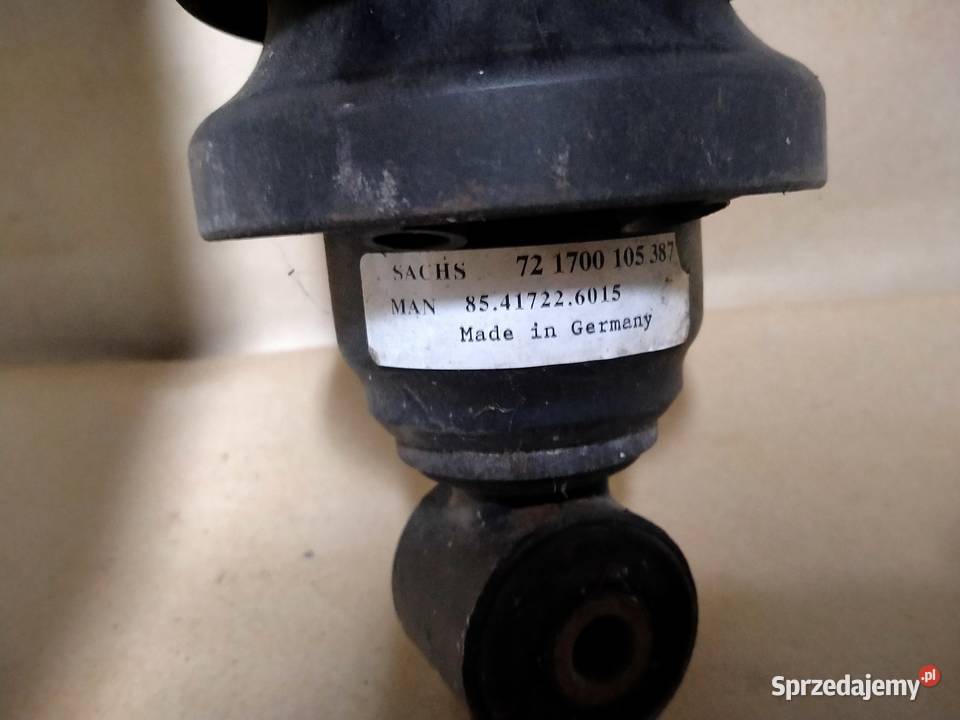 SACHS 72 1700 105 387
MAN 85.41722.6015
Made in Germany
Sprzedajemy.pl